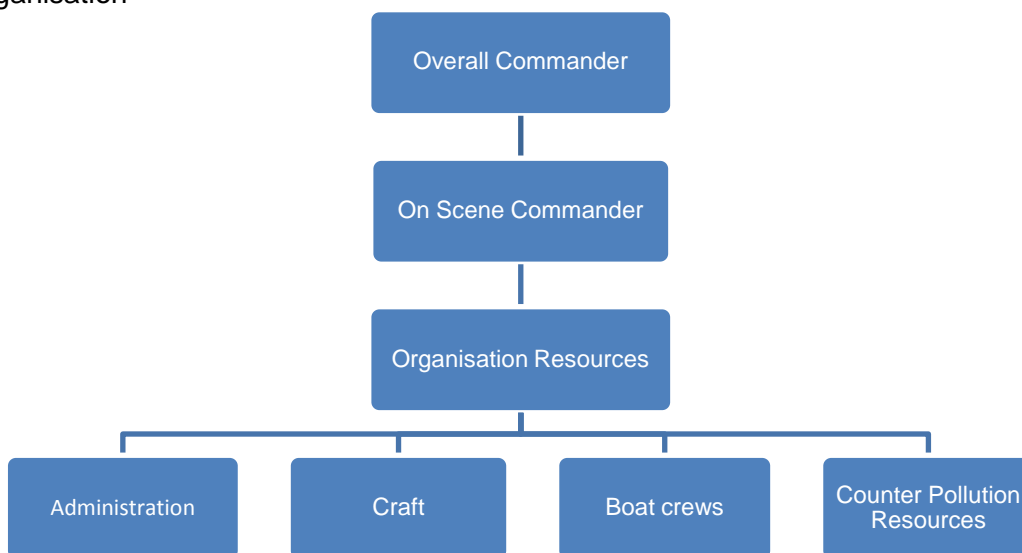 Overall Commander
On Scene Commander
Organisation Resources
Administration
Craft
Boat crews
Counter Pollution
Resources